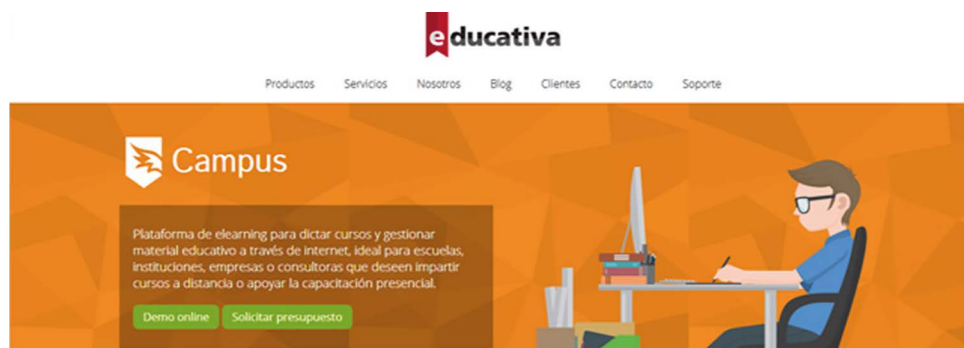 educativa
Productos Servicios Nosotros Blog Clientes Contacto Soporte
Campus
Plataforma de elearning para dictar cursos y gestionar
material educativo a través de internet, ideal para escuelas,
instituciones, empresas o consultoras que deseen impartir
cursos a distancia o apoyar la capacitación presencial.
Demo online Solicitar presupuesto